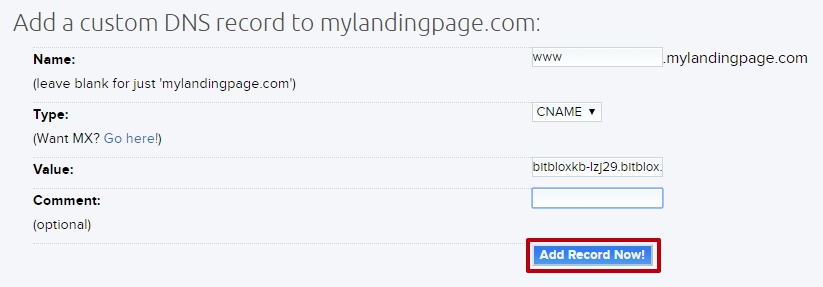 Add a custom DNS record to mylandingpage.com:
Name: www .mylandingpage.com
(leave blank for just 'mylandingpage.com')
Type: CNAME
(Want MX? Go here!)
Value: bitbloxkb-lzj29.bitblox.
Comment:
(optional)
Add Record Now!